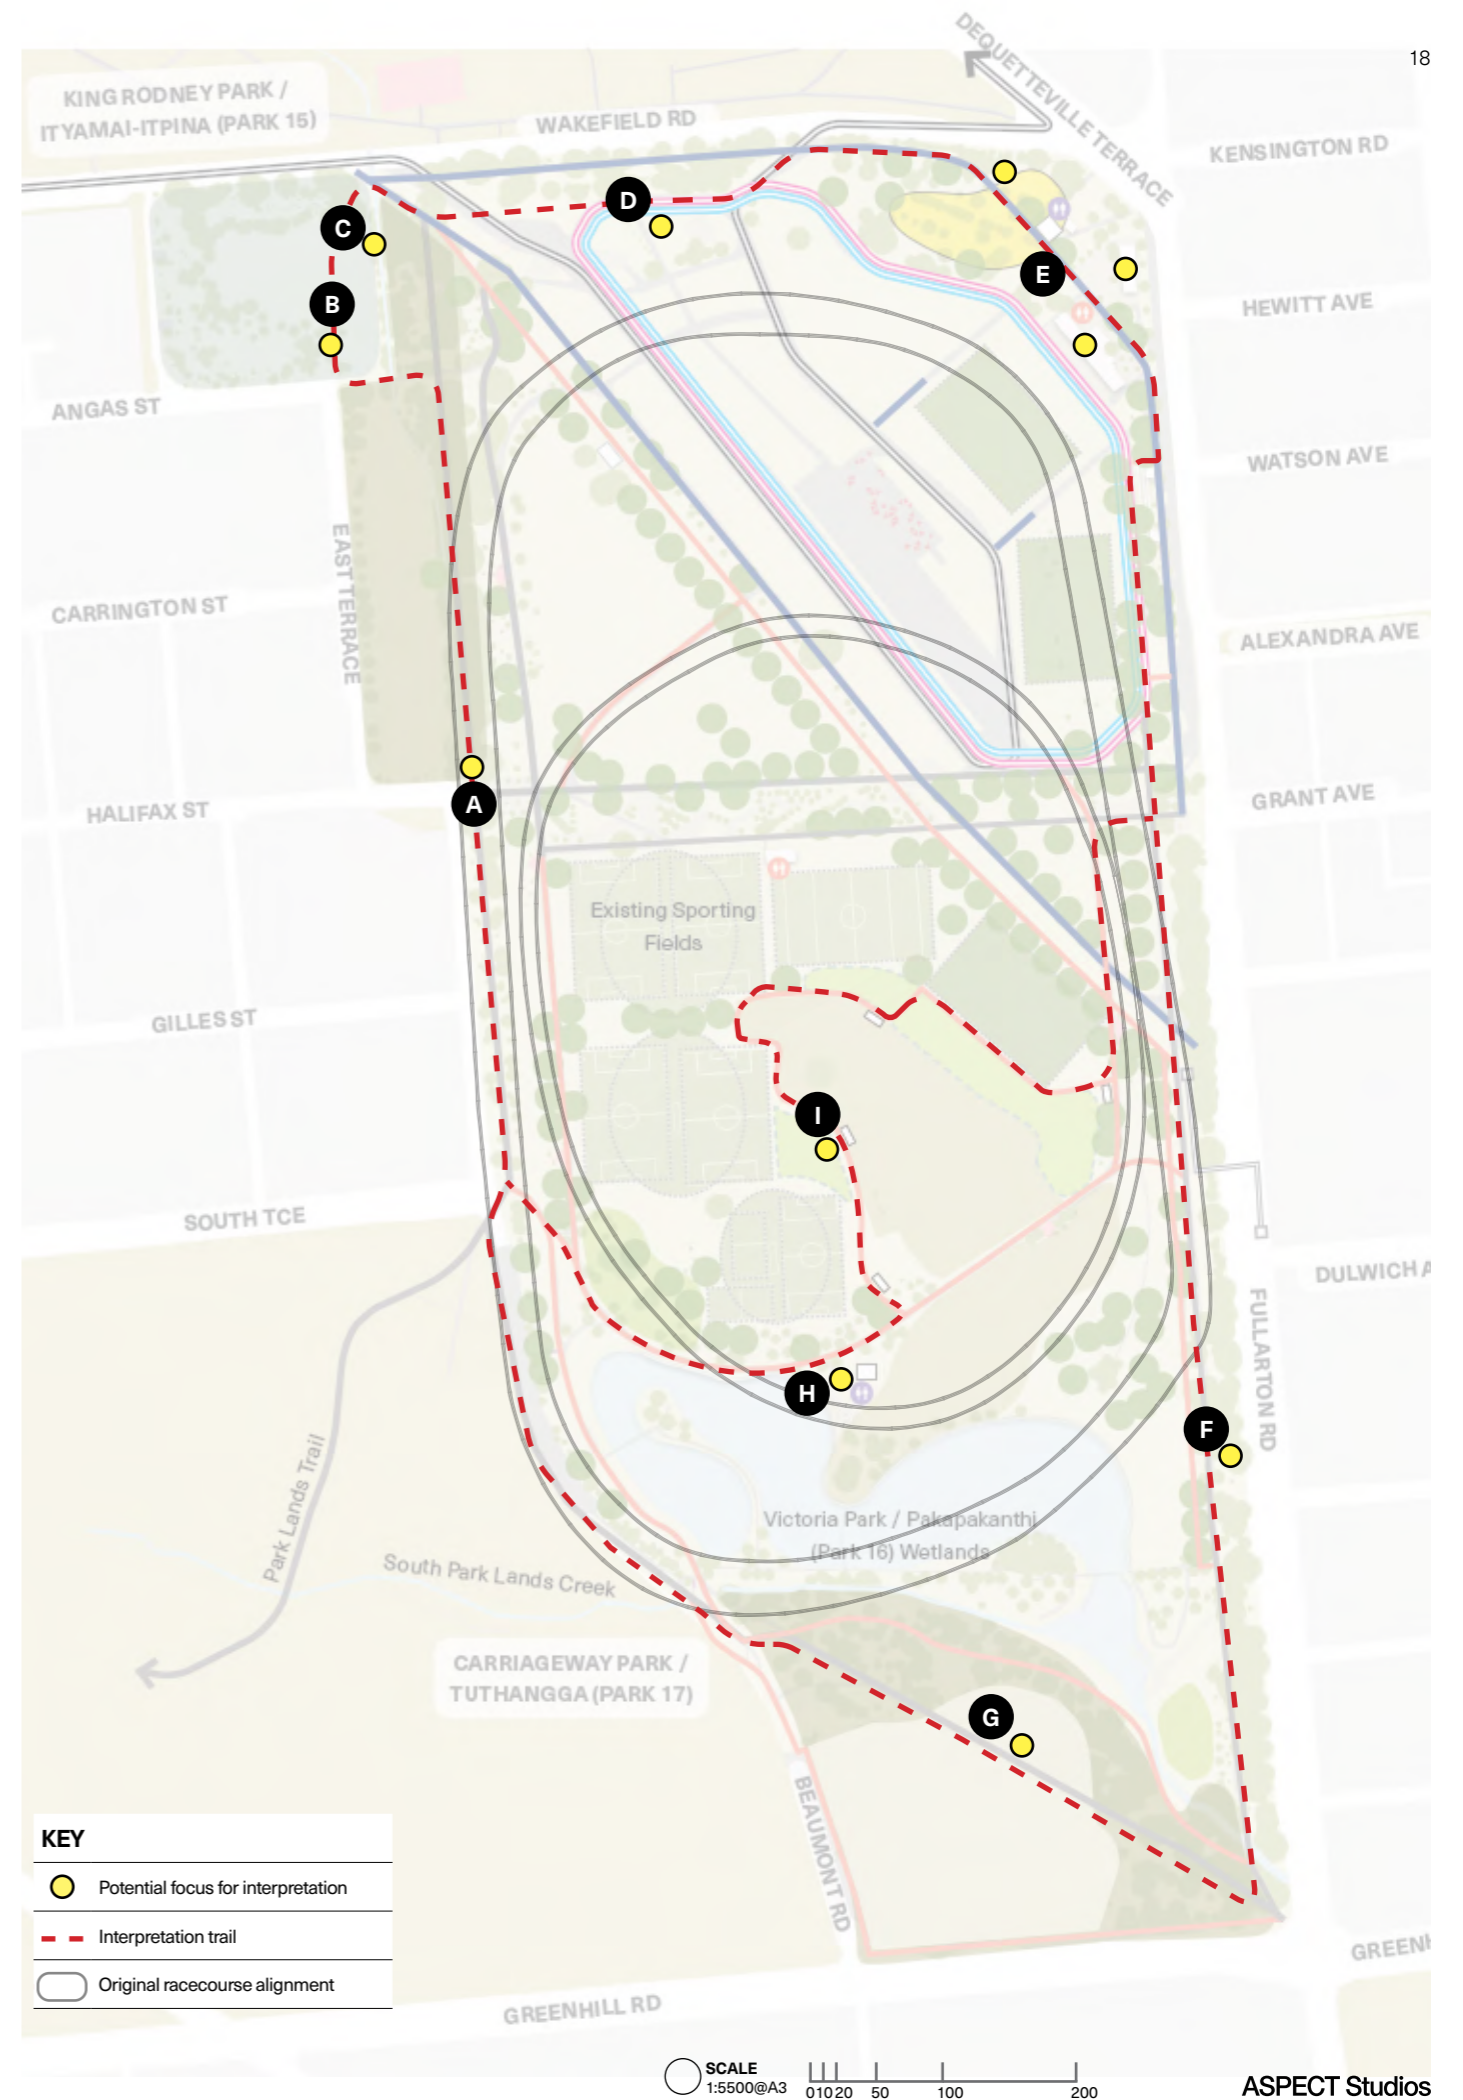 18
DEQUETTEVILLE TERRACE
KING RODNEY PARK /
ITYAMAI-ITPINA (PARK 15)
WAKEFIELD RD
KENSINGTON RD
D
C
E
B
HEWITT AVE
ANGAS ST
WATSON AVE
EAST TERRACE
CARRINGTON ST
ALEXANDRA AVE
A
HALIFAX ST
GRANT AVE
Existing Sporting
Fields
GILLES ST
I
SOUTH TCE
DULWICH A
FULLARTON RD
H
F
Park Lands Trail
Victoria Park / Pakapakanthi
(Park 16) Wetlands
South Park Lands Creek
CARRIAGEWAY PARK /
TUTHANGGA (PARK 17)
G
BEAUMONT RD
KEY
Potential focus for interpretation
Interpretation trail
Original racecourse alignment
GREENH
GREENHILL RD
SCALE
1:5500@A3
0 10 20 50 100 200
ASPECT Studios